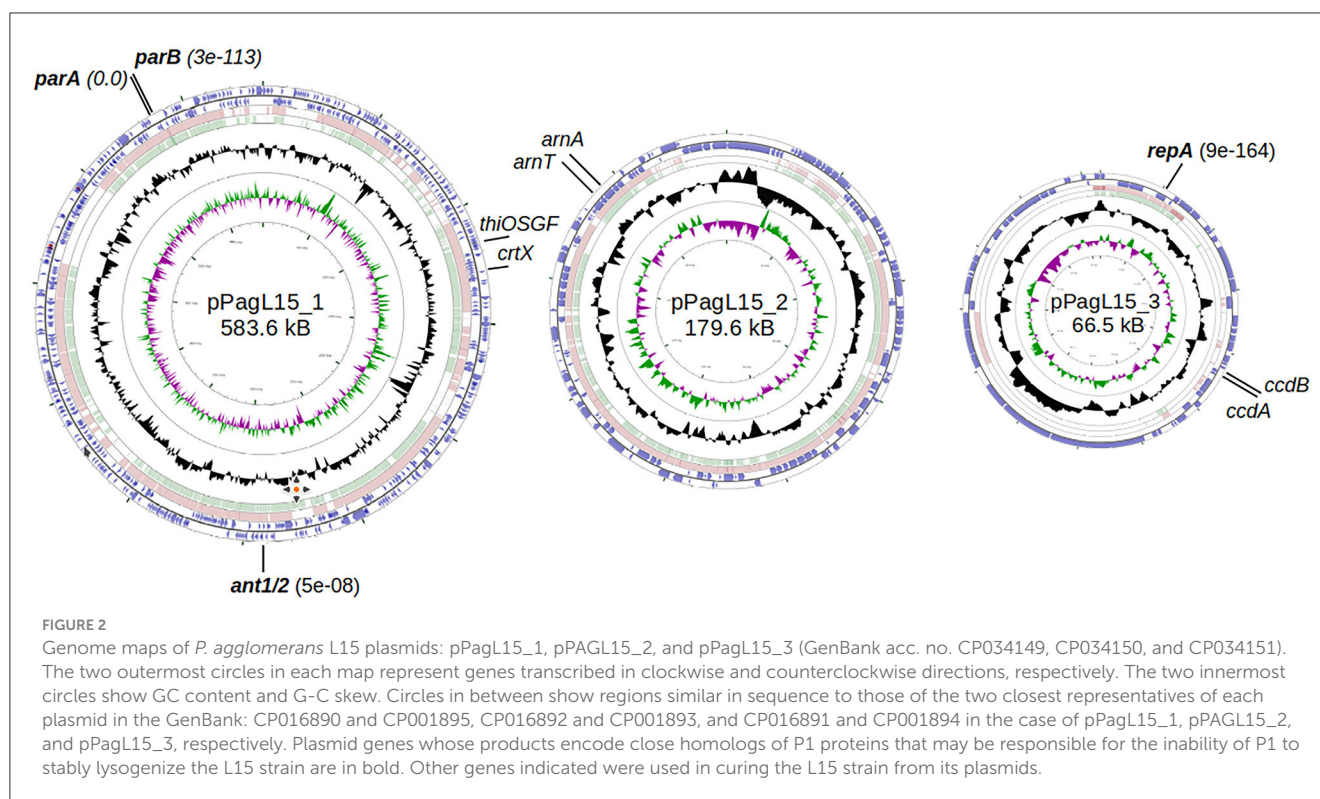 parB (3e-113)
parA (0.0)
arnA
arnT
repA (9e-164)
thiOSGF
crtX
pPagL15_1
583.6 kB
pPagL15_2
179.6 kB
pPagL15_3
66.5 kB
ccdB
ccdA
ant1/2 (5e-08)
FIGURE 2
Genome maps of P. agglomerans L15 plasmids: pPagL15_1, pPAGL15_2, and pPagL15_3 (GenBank acc. no. CP034149, CP034150, and CP034151).
The two outermost circles in each map represent genes transcribed in clockwise and counterclockwise directions, respectively. The two innermost
circles show GC content and G-C skew. Circles in between show regions similar in sequence to those of the two closest representatives of each
plasmid in the GenBank: CP016890 and CP001895, CP016892 and CP001893, and CP016891 and CP001894 in the case of pPagL15_1, pPAGL15_2,
and pPagL15_3, respectively. Plasmid genes whose products encode close homologs of P1 proteins that may be responsible for the inability of P1 to
stably lysogenize the L15 strain are in bold. Other genes indicated were used in curing the L15 strain from its plasmids.